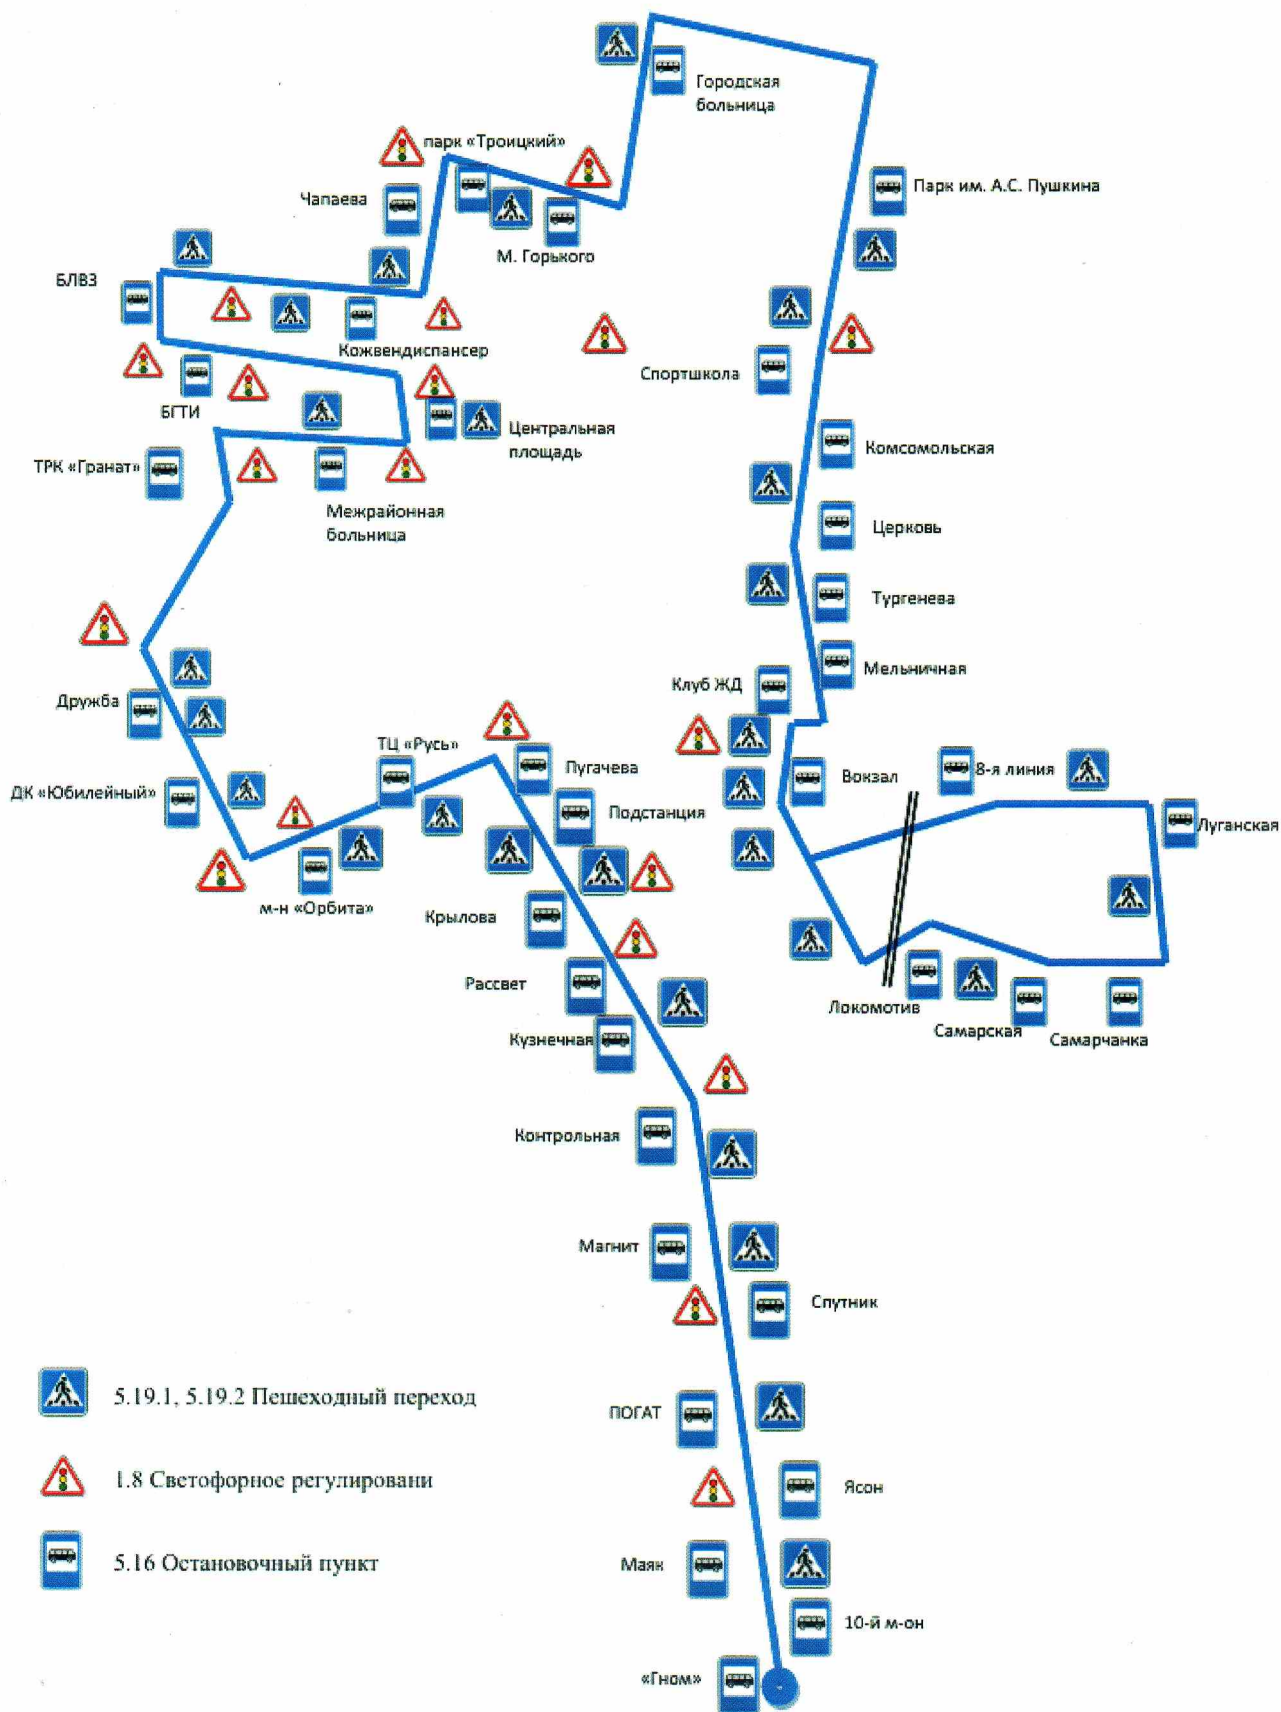 Городская
больница
парк «Троицкий»
Парк им. А.С. Пушкина
Чапаева
М. Горького
БЛВЗ
Кожвендиспансер
Спортшкола
БГТИ
Центральная
площадь
Комсомольская
ТРК «Гранат»
Межрайонная
больница
Церковь
Тургенева
Мельничная
Клуб ЖД
Дружба
ТЦ «Русь»
Пугачева
Вокзал
8-я линия
ДК «Юбилейный»
Подстанция
Луганская
м-н «Орбита»
Крылова
Рассвет
Локомотив
Самарская
Самарчанка
Кузнечная
Контрольная
Магнит
Спутник
5.19.1, 5.19.2 Пешеходный переход
ПОГАТ
1.8 Светофорное регулировани
Ясон
5.16 Остановочный пункт
Маяк
10-й м-он
«Гном»